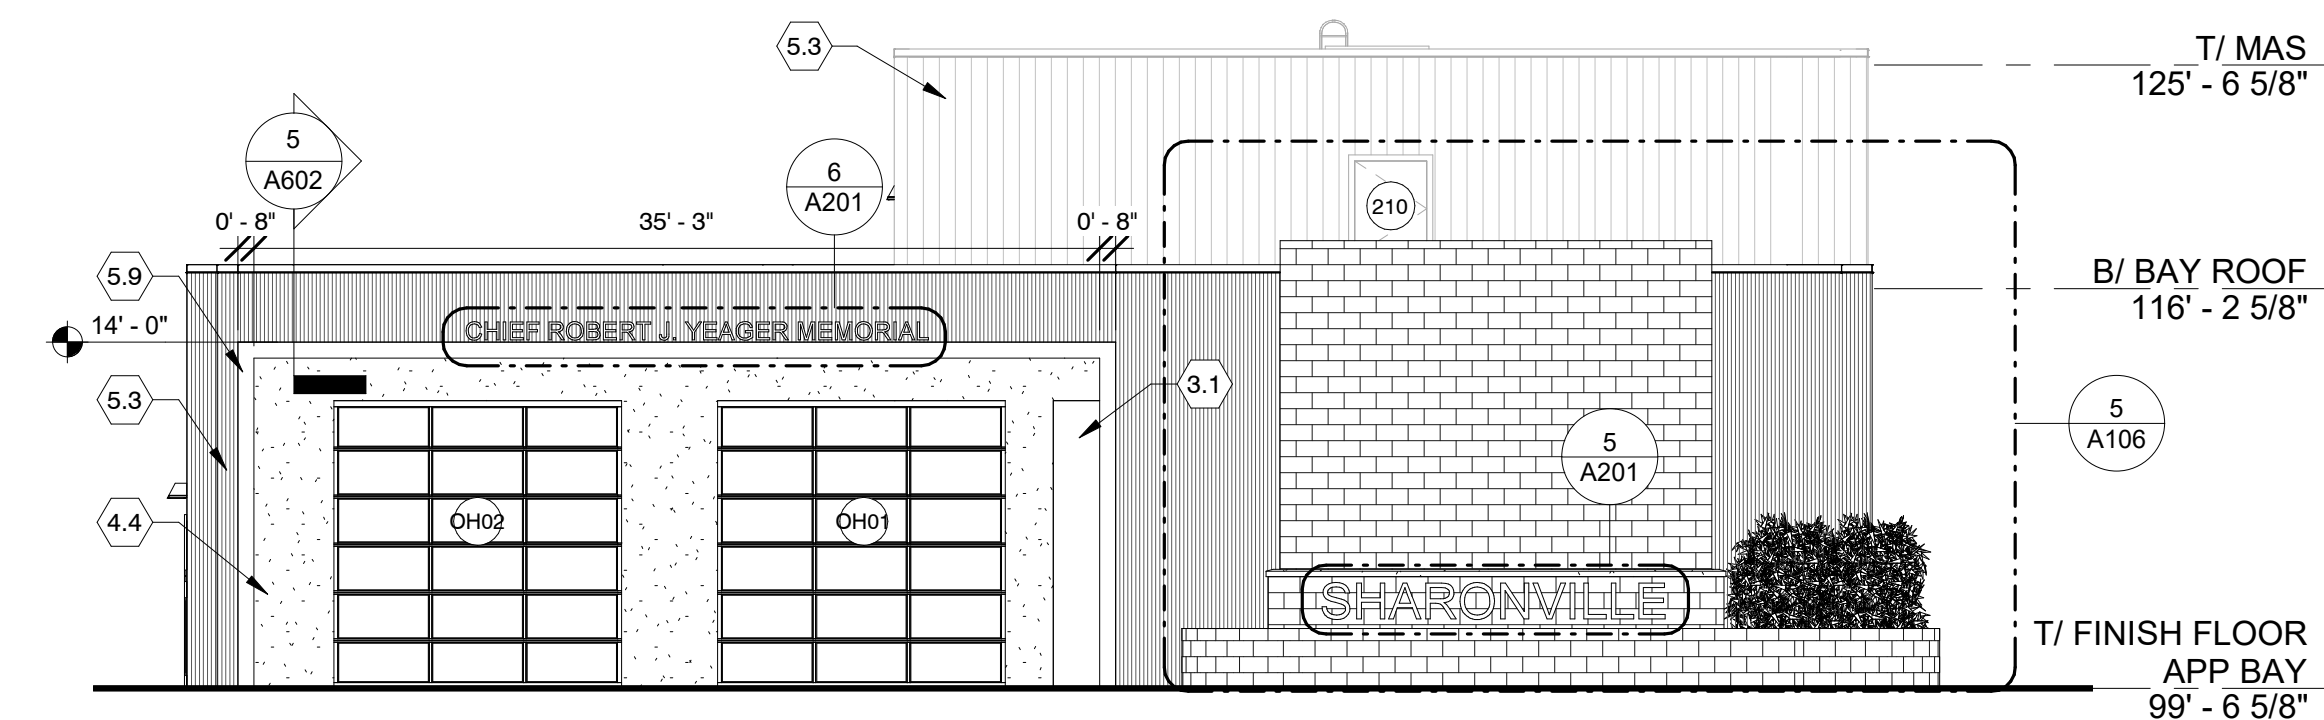 5.3
T/ MAS
125' - 6 5/8"
5
A602
6
A201
210
0' - 8"
35' - 3"
0' - 8"
5.9
B/ BAY ROOF
116' - 2 5/8"
14' - 0"
CHIEF ROBERT J. YEAGER MEMORIAL
5.3
3.1
5
A106
5
A201
4.4
OH02
OH01
SHARONVILLE
T/ FINISH FLOOR
APP BAY
99' - 6 5/8"